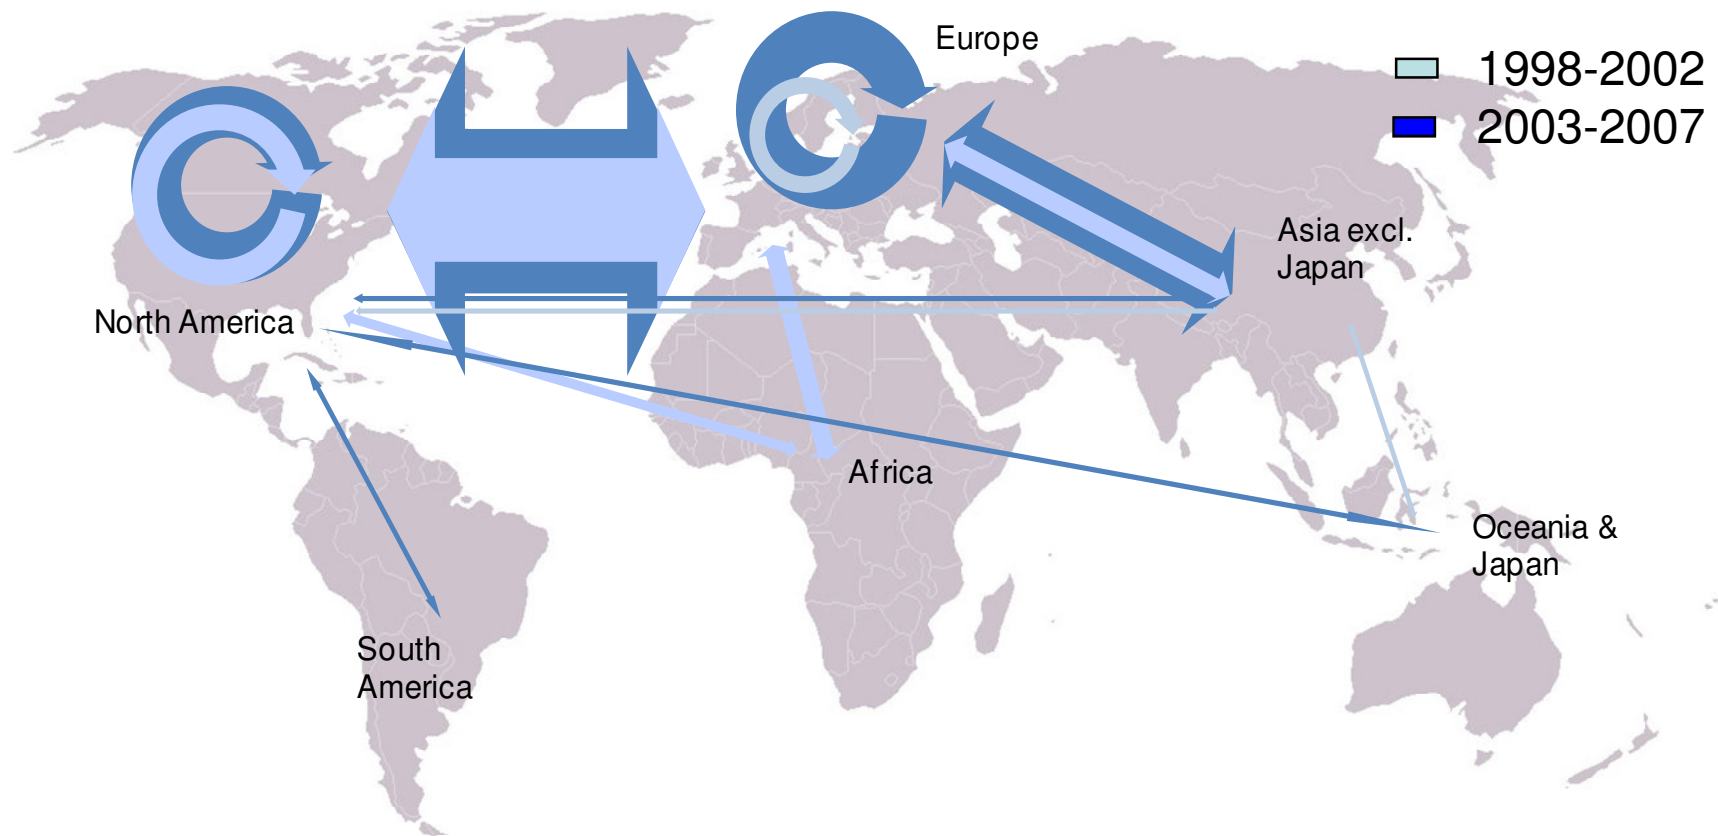 Europe
1998-2002
2003-2007
Asia excl.
Japan
North America
Africa
Oceania &
Japan
South
America